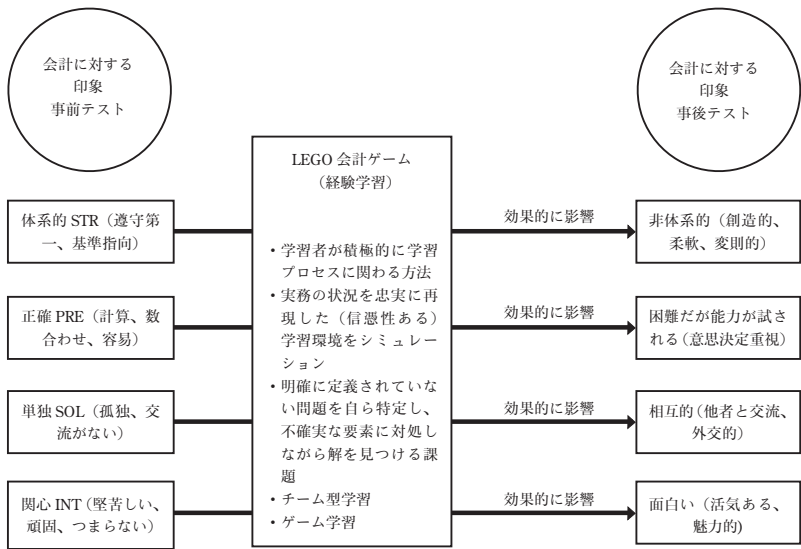 会計に対する
印象
事前テスト
会計に対する
印象
事後テスト
LEGO 会計ゲーム
（経験学習）
・学習者が積極的に学習
プロセスに関わる方法
・実務の状況を忠実に再
現した（信憑性ある）
学習環境をシミュレー
ション
・明確に定義されていな
い問題を自ら特定し、
不確実な要素に対処し
ながら解を見つける課
題
・チーム型学習
・ゲーム学習
体系的 STR（遵守第
一、基準指向）
効果的に影響
非体系的（創造的、
柔軟、変則的）
正確 PRE（計算、数
合わせ、容易）
効果的に影響
困難だが能力が試さ
れる（意思決定重視）
単独 SOL（孤独、交
流がない）
効果的に影響
相互的（他者と交流、
外交的）
関心 INT（堅苦しい、
頑固、つまらない）
効果的に影響
面白い（活気ある、
魅力的)